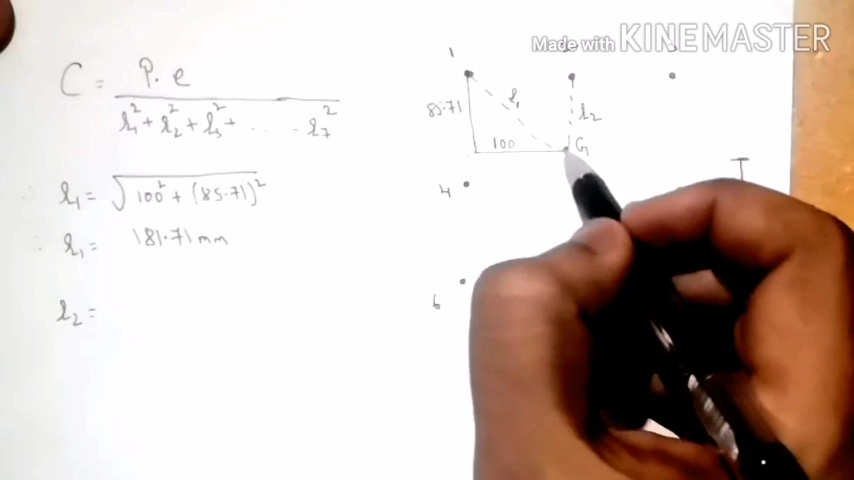 Made with KINEMASTER
C = P. e
l₁² + l₂² + l₃² + ..... l₇²
l₁ = √100² + (85.71)²
l₁ = 181.71 mm
l₂ =
1
85.71
l₁
l₂
100
G
4
6